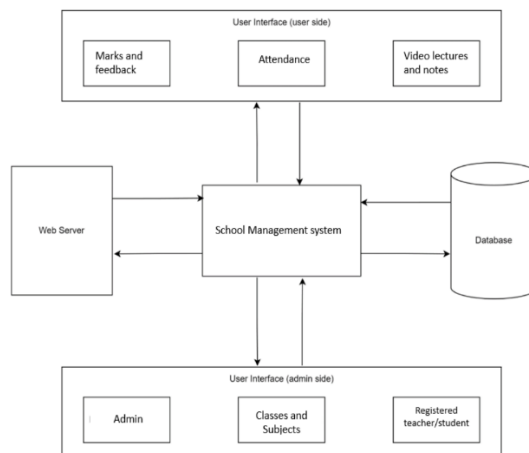 User Interface (user side)
Marks and
feedback
Attendance
Video lectures
and notes
Web Server
School Management system
Database
User Interface (admin side)
Admin
Classes and
Subjects
Registered
teacher/student